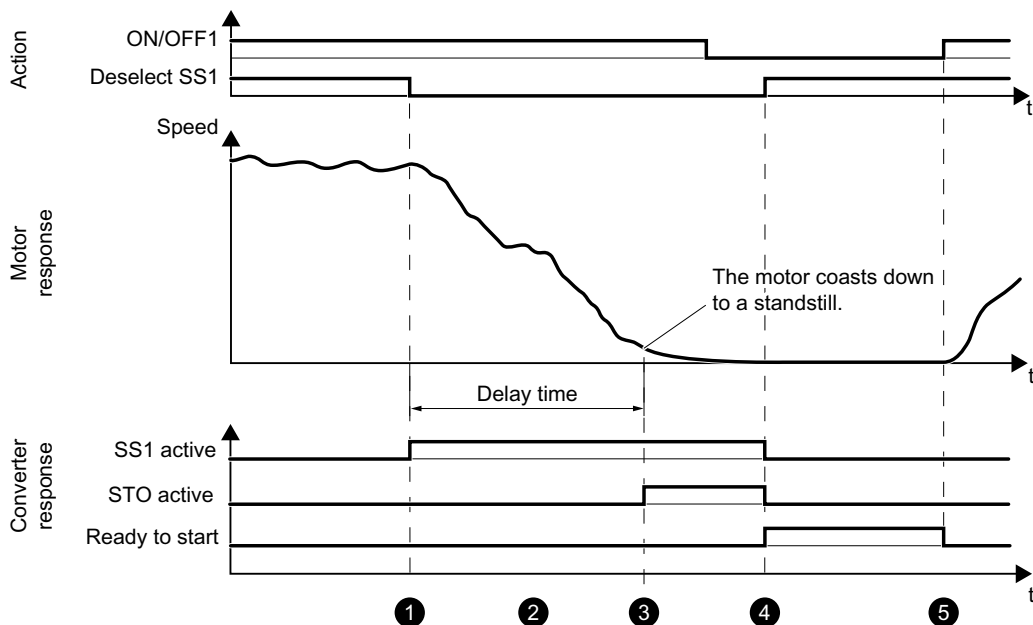 Action
ON/OFF1
Deselect SS1
t
Motor
response
Speed
The motor coasts down
to a standstill.
t
Delay time
Converter
response
SS1 active
STO active
Ready to start
t
1 2 3 4 5